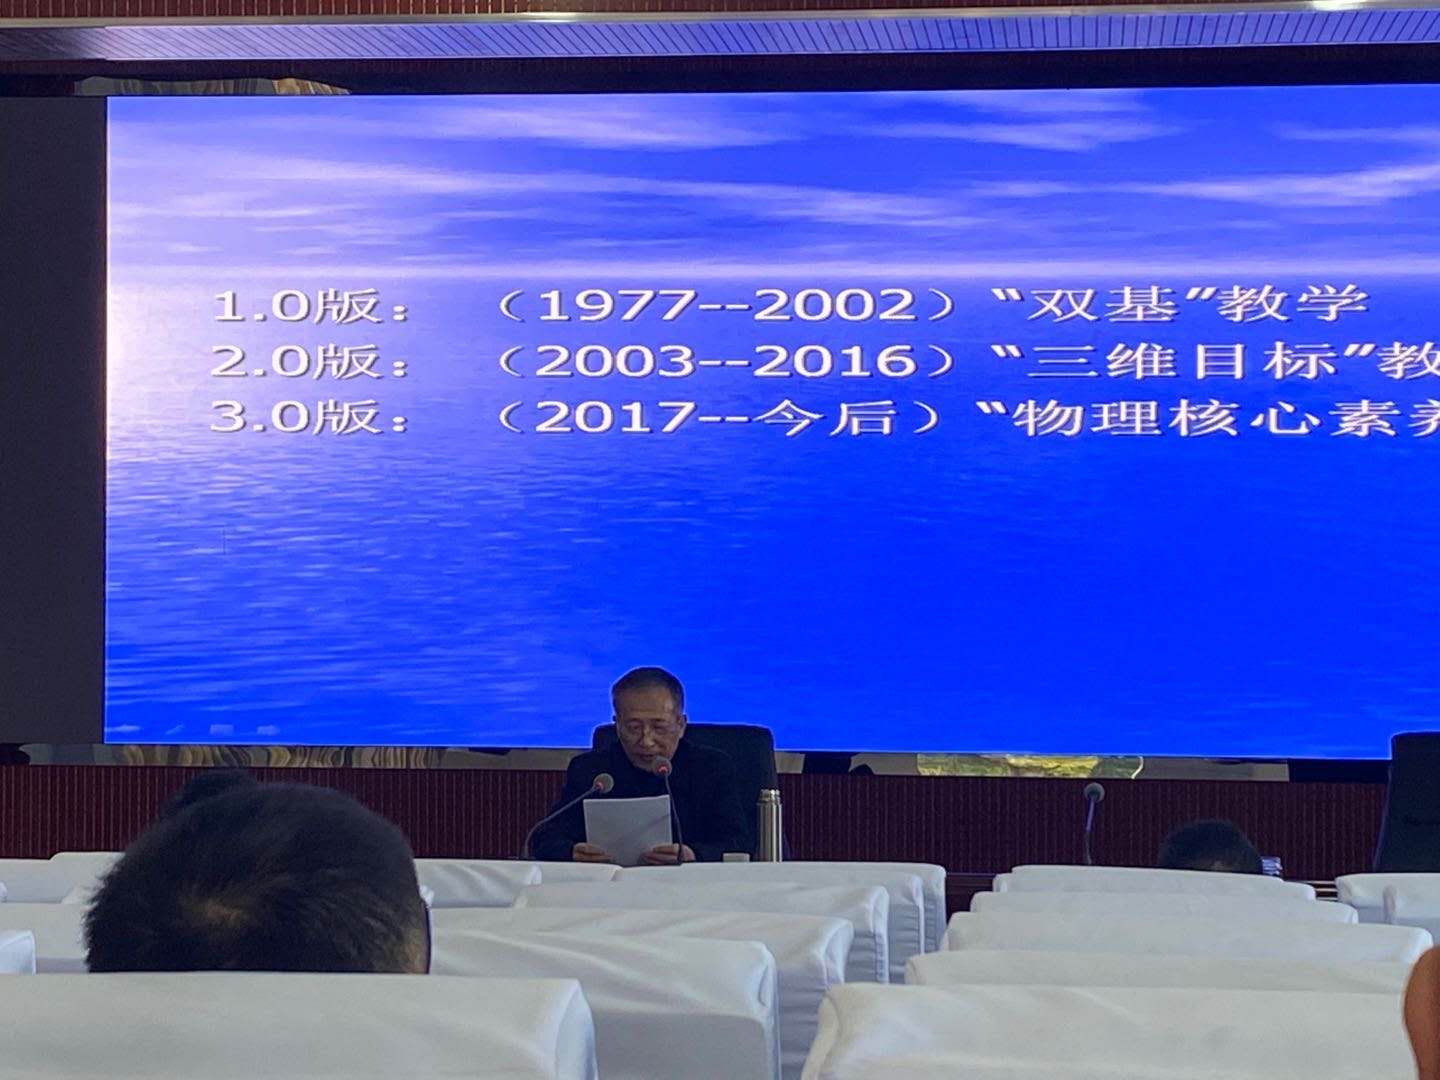 1.0版：（1977--2002）“双基”教学
2.0版：（2003--2016）“三维目标”教
3.0版：（2017--今后）“物理核心素养